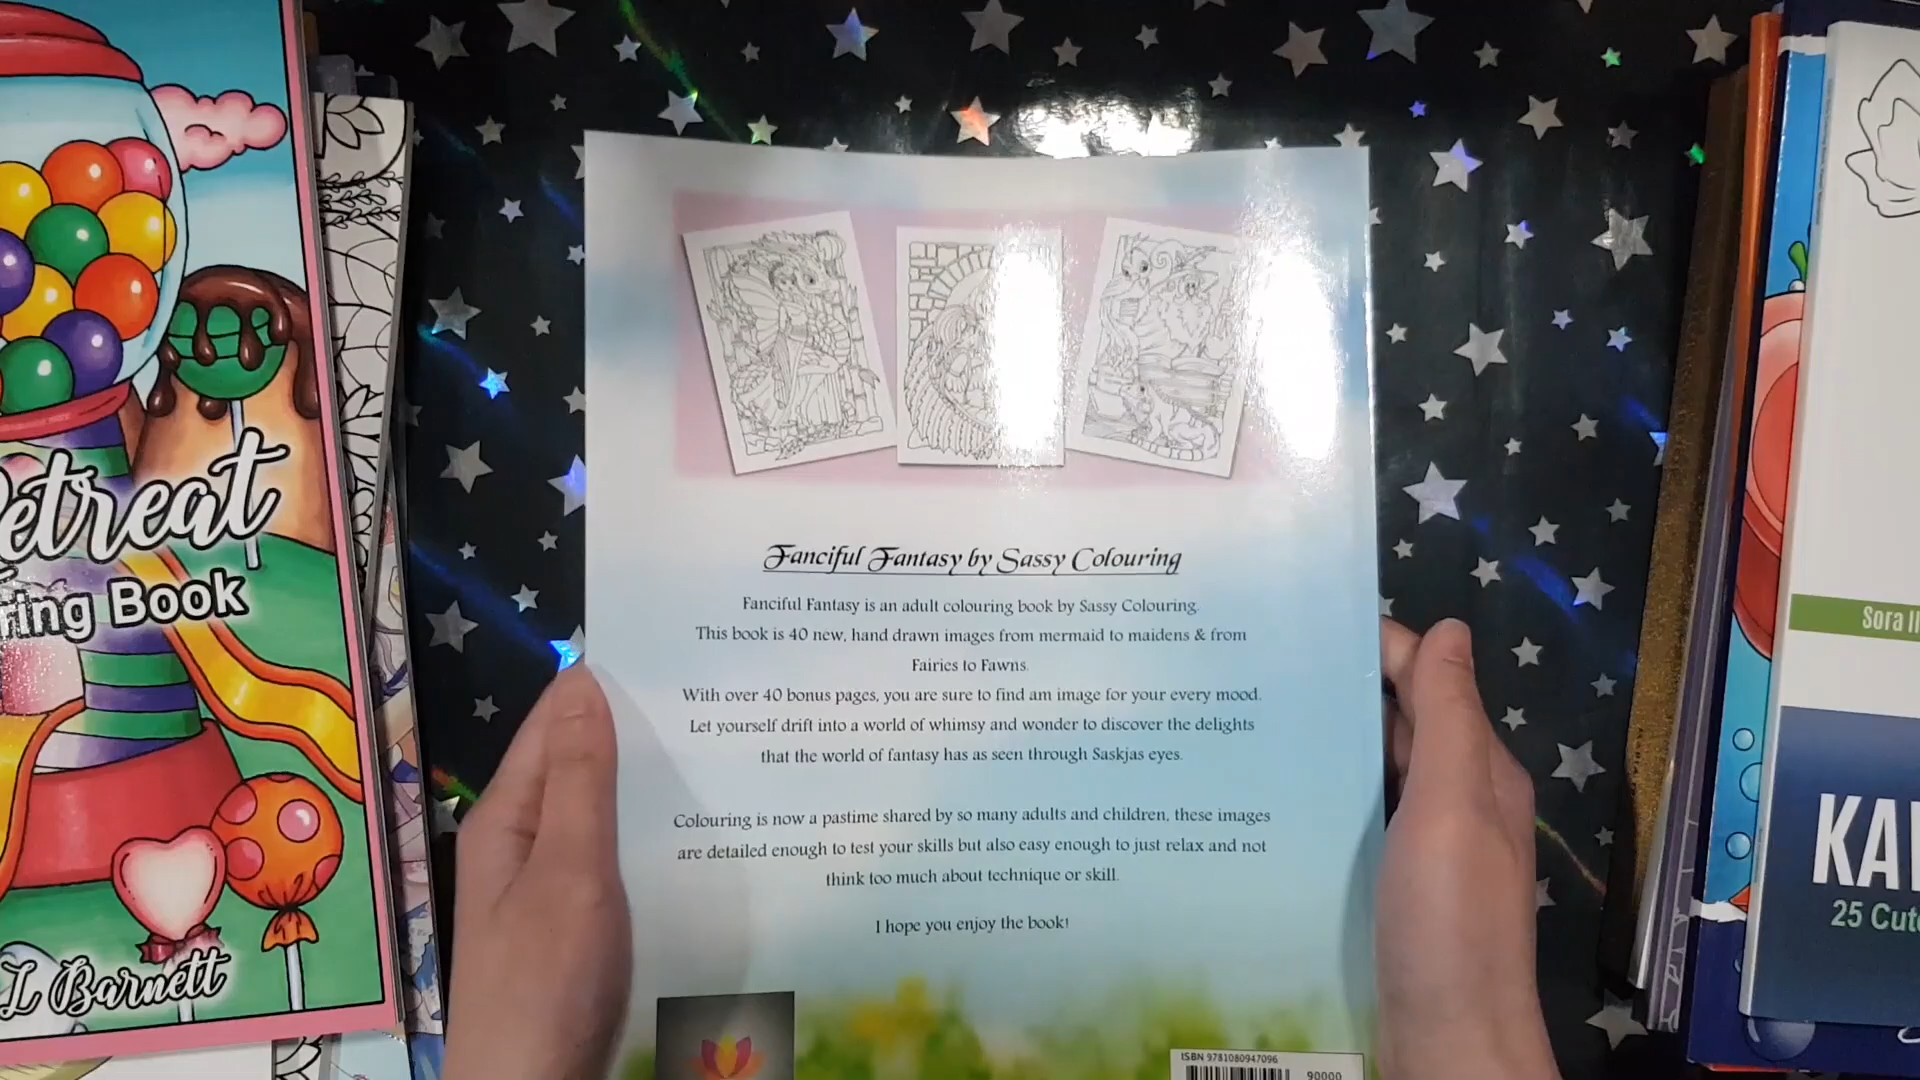 Retreat
ring Book
L Barnett
Fanciful Fantasy by Sassy Colouring
Fanciful Fantasy is an adult colouring book by Sassy Colouring.
This book is 40 new, hand drawn images from mermaid to maidens & from
Fairies to Fawns.
With over 40 bonus pages, you are sure to find am image for your every mood.
Let yourself drift into a world of whimsy and wonder to discover the delights
that the world of fantasy has as seen through Saskjas eyes.
Colouring is now a pastime shared by so many adults and children, these images
are detailed enough to test your skills but also easy enough to just relax and not
think too much about technique or skill.
I hope you enjoy the book!
ISBN 9781080947096
90000
Sora Il
KA
25 Cute